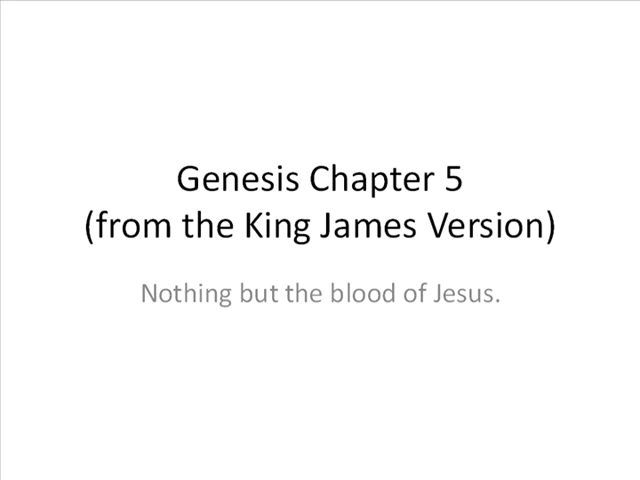 Genesis Chapter 5
(from the King James Version)
Nothing but the blood of Jesus.